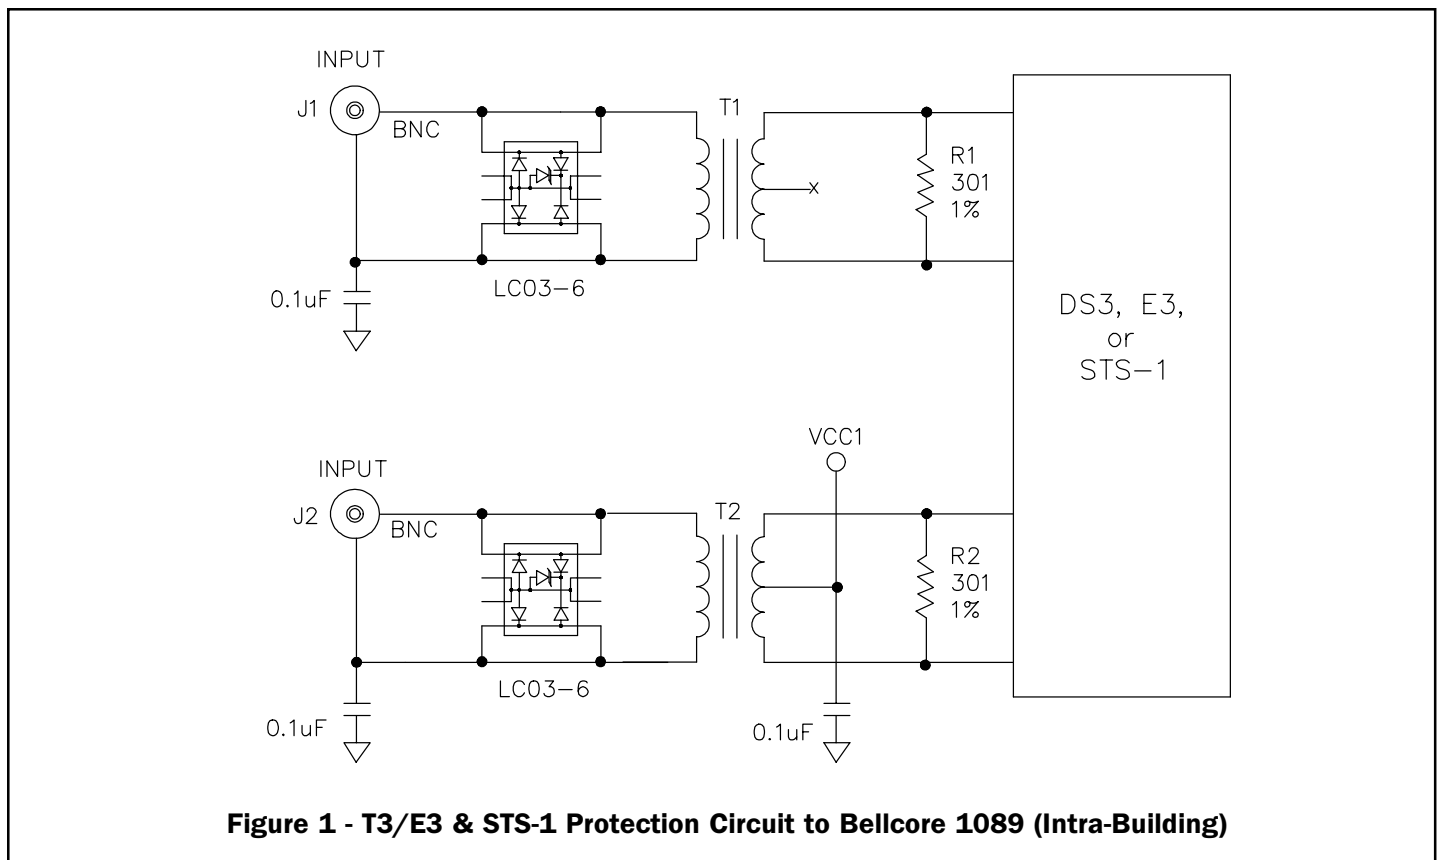 INPUT
J1
BNC
T1
R1
301
1%
0.1uF
LC03-6
x
DS3, E3,
or
STS-1
VCC1
INPUT
J2
BNC
T2
R2
301
1%
0.1uF
LC03-6
0.1uF
Figure 1 - T3/E3 & STS-1 Protection Circuit to Bellcore 1089 (Intra-Building)